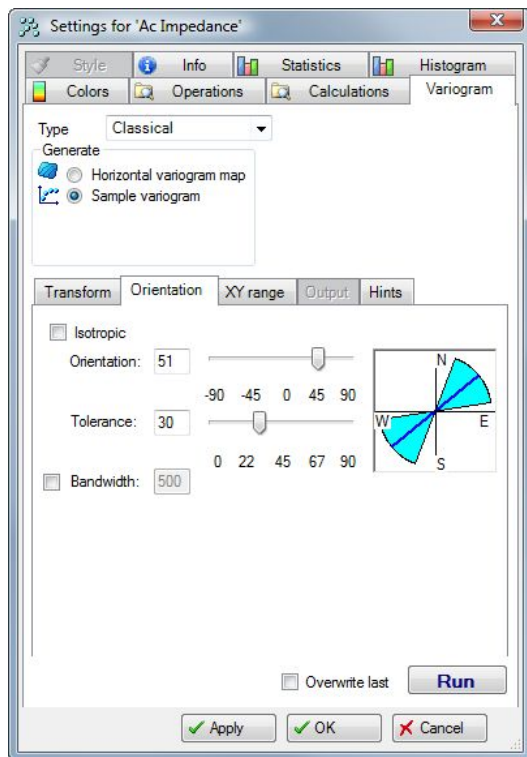 Settings for 'Ac Impedance'
Style Info Statistics Histogram
Colors Operations Calculations Variogram
Type Classical
Generate
Horizontal variogram map
Sample variogram
Transform Orientation XY range Output Hints
Isotropic
Orientation: 51
-90 -45 0 45 90
Tolerance: 30
0 22 45 67 90
Bandwidth: 500
N
W E
S
Overwrite last Run
Apply OK Cancel